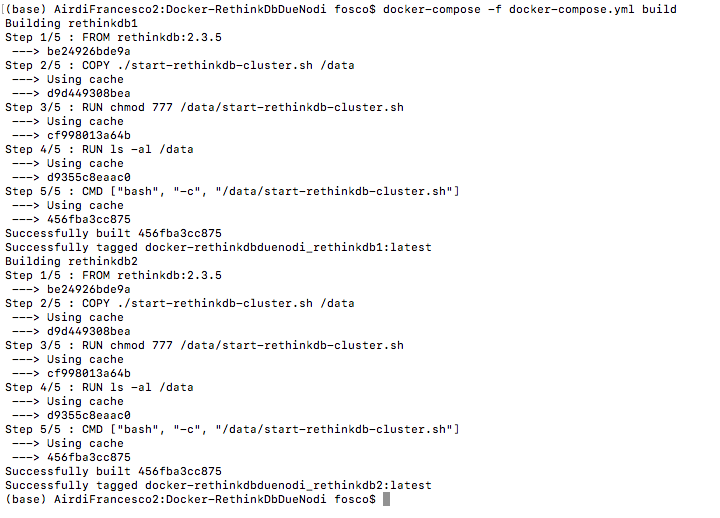 [(base) AirdiFrancesco2:Docker-RethinkDbDueNodi fosco$ docker-compose -f docker-compose.yml build
Building rethinkdb1
Step 1/5 : FROM rethinkdb:2.3.5
 ---> be24926bde9a
Step 2/5 : COPY ./start-rethinkdb-cluster.sh /data
 ---> Using cache
 ---> d9d449308bea
Step 3/5 : RUN chmod 777 /data/start-rethinkdb-cluster.sh
 ---> Using cache
 ---> cf998013a64b
Step 4/5 : RUN ls -al /data
 ---> Using cache
 ---> d9355c8eaac0
Step 5/5 : CMD ["bash", "-c", "/data/start-rethinkdb-cluster.sh"]
 ---> Using cache
 ---> 456fba3cc875
Successfully built 456fba3cc875
Successfully tagged docker-rethinkdbduenodi_rethinkdb1:latest
Building rethinkdb2
Step 1/5 : FROM rethinkdb:2.3.5
 ---> be24926bde9a
Step 2/5 : COPY ./start-rethinkdb-cluster.sh /data
 ---> Using cache
 ---> d9d449308bea
Step 3/5 : RUN chmod 777 /data/start-rethinkdb-cluster.sh
 ---> Using cache
 ---> cf998013a64b
Step 4/5 : RUN ls -al /data
 ---> Using cache
 ---> d9355c8eaac0
Step 5/5 : CMD ["bash", "-c", "/data/start-rethinkdb-cluster.sh"]
 ---> Using cache
 ---> 456fba3cc875
Successfully built 456fba3cc875
Successfully tagged docker-rethinkdbduenodi_rethinkdb2:latest
(base) AirdiFrancesco2:Docker-RethinkDbDueNodi fosco$